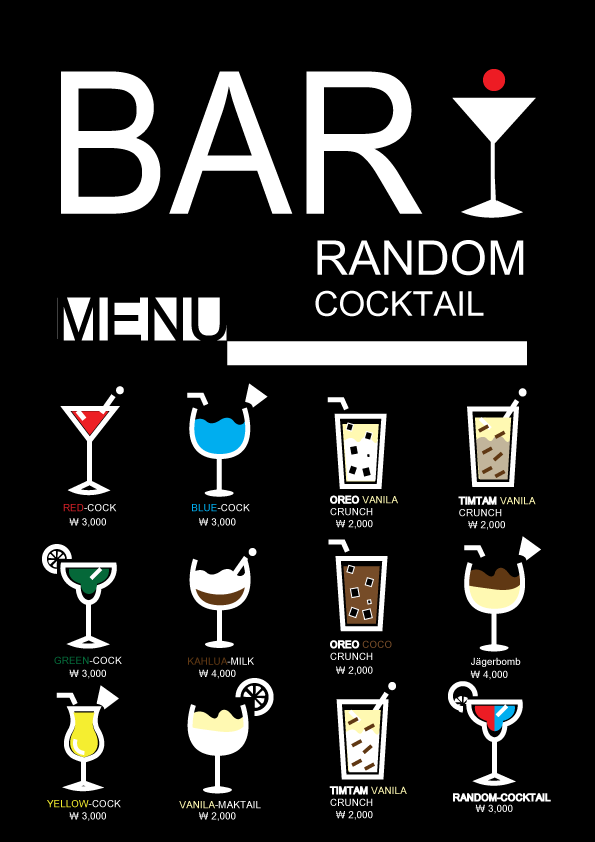 BAR
RANDOM
COCKTAIL
MENU
RED-COCK
₩ 3,000
BLUE-COCK
₩ 3,000
OREO VANILA
CRUNCH
₩ 2,000
TIMTAM VANILA
CRUNCH
₩ 2,000
GREEN-COCK
₩ 3,000
KAHLUA-MILK
₩ 4,000
OREO COCO
CRUNCH
₩ 2,000
Jägerbomb
₩ 4,000
YELLOW-COCK
₩ 3,000
VANILA-MAKTAIL
₩ 2,000
TIMTAM VANILA
CRUNCH
₩ 2,000
RANDOM-COCKTAIL
₩ 3,000